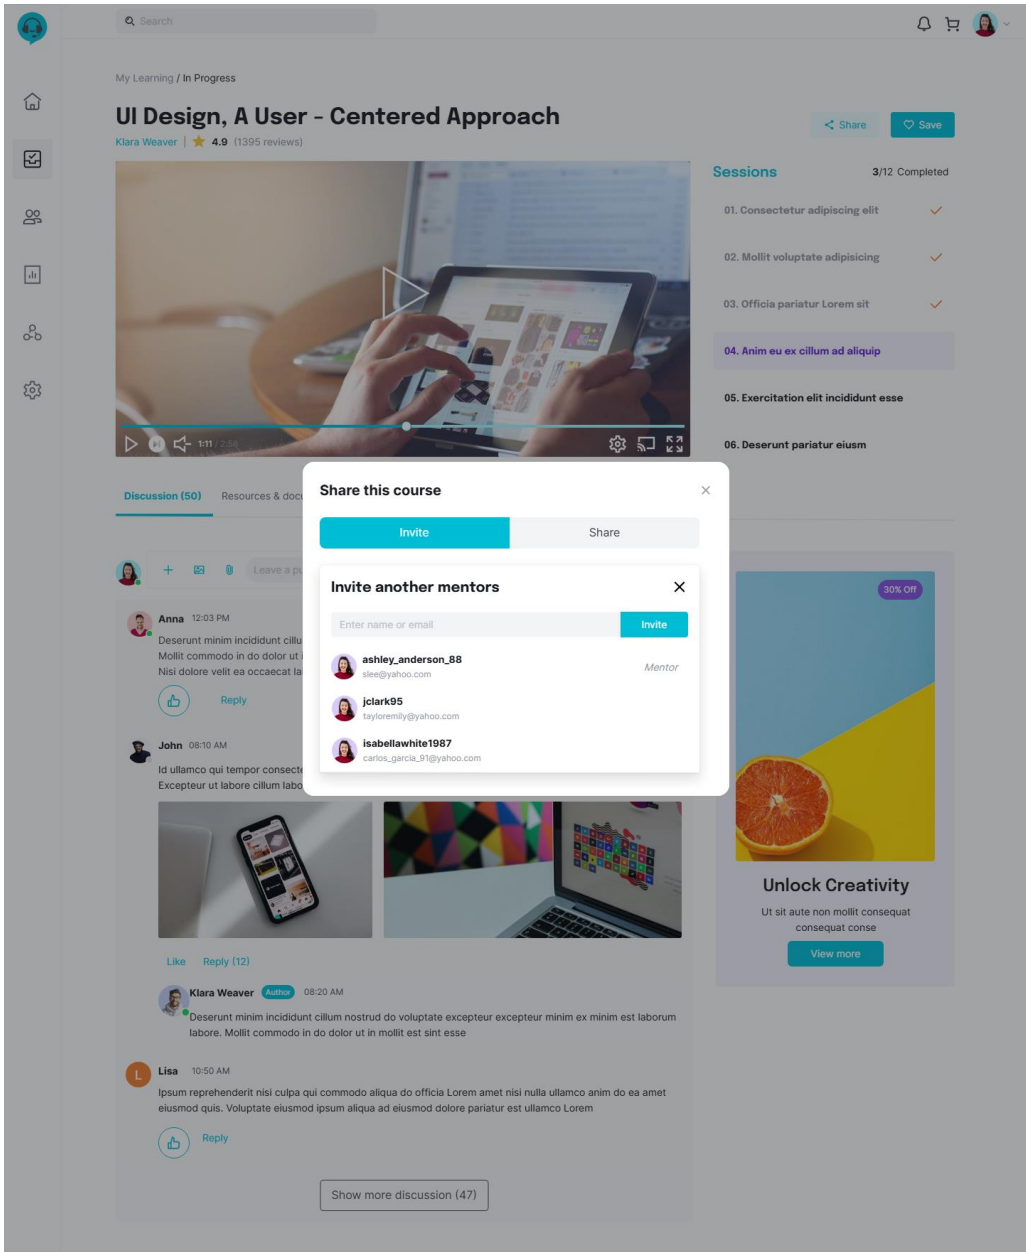 Search
My Learning / In Progress
UI Design, A User - Centered Approach
Klara Weaver | 4.9 (1395 reviews)
Share
Save
Sessions
3/12 Completed
01. Consectetur adipiscing elit
02. Mollit voluptate adipisicing
03. Officia pariatur Lorem sit
04. Anim eu ex cillum ad aliquip
05. Exercitation elit incididunt esse
06. Deserunt pariatur eiusm
1:11 / 2:58
Discussion (50)
Resources & docu
Share this course
Invite
Share
Invite another mentors
Enter name or email
Invite
ashley_anderson_88
slee@yahoo.com
Mentor
jclark95
tayloremily@yahoo.com
isabellawhite1987
carlos_garcia_91@yahoo.com
Leave a pu
Anna 12:03 PM
Deserunt minim incididunt cillu
Mollit commodo in do dolor ut i
Nisi dolore velit ea occaecat la
Reply
John 08:10 AM
Id ullamco qui tempor consecte
Excepteur ut labore cillum labo
Like
Reply (12)
Klara Weaver Author 08:20 AM
Deserunt minim incididunt cillum nostrud do voluptate excepteur excepteur minim ex minim est laborum
labore. Mollit commodo in do dolor ut in mollit est sint esse
L
Lisa 10:50 AM
Ipsum reprehenderit nisi culpa qui commodo aliqua do officia Lorem amet nisi nulla ullamco anim do ea amet
eiusmod quis. Voluptate eiusmod ipsum aliqua ad eiusmod dolore pariatur est ullamco Lorem
Reply
Show more discussion (47)
30% Off
Unlock Creativity
Ut sit aute non mollit consequat
consequat conse
View more